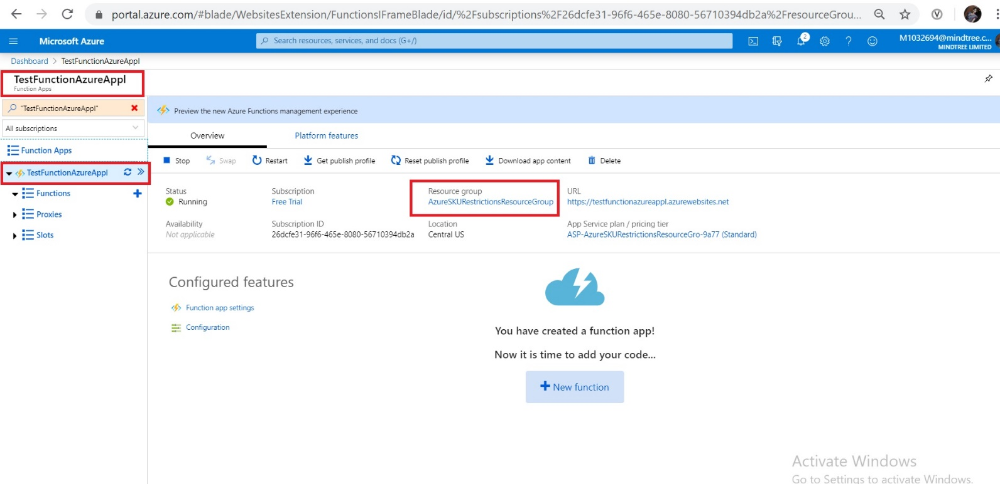 portal.azure.com/#blade/WebsitesExtension/FunctionsIFrameBlade/id/%2Fsubscriptions%2F26dcfe31-96f6-465e-8080-56710394db2a%2FresourceGrou...
Microsoft Azure
Search resources, services, and docs (G+/)
2
M1032694@mindtree.c...
MINDTREE LIMITED
Dashboard > TestFunctionAzureAppl
TestFunctionAzureAppl
Function Apps
"TestFunctionAzureAppl"
All subscriptions
Function Apps
TestFunctionAzureAppl
Functions
Proxies
Slots
Preview the new Azure Functions management experience
Overview Platform features
Stop Swap Restart Get publish profile Reset publish profile Download app content Delete
Status Subscription Resource group URL
Running Free Trial AzureSKURestrictionsResourceGroup https://testfunctionazureappl.azurewebsites.net
Availability Subscription ID Location App Service plan / pricing tier
Not applicable 26dcfe31-96f6-465e-8080-56710394db2a Central US ASP-AzureSKURestrictionsResourceGro-9a77 (Standard)
Configured features
Function app settings
Configuration
You have created a function app!
Now it is time to add your code...
New function
Activate Windows
Go to Settings to activate Windows.